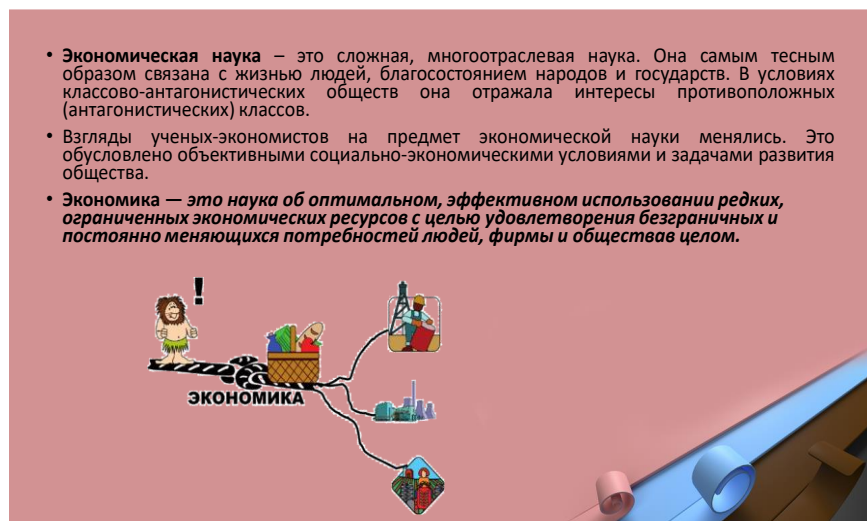 • Экономическая наука – это сложная, многоотраслевая наука. Она самым тесным
образом связана с жизнью людей, благосостоянием народов и государств. В условиях
классово-антагонистических обществ она отражала интересы противоположных
(антагонистических) классов.
• Взгляды ученых-экономистов на предмет экономической науки менялись. Это
обусловлено объективными социально-экономическими условиями и задачами развития
общества.
• Экономика — это наука об оптимальном, эффективном использовании редких,
ограниченных экономических ресурсов с целью удовлетворения безграничных и
постоянно меняющихся потребностей людей, фирмы и обществав целом.
!
ЭКОНОМИКА